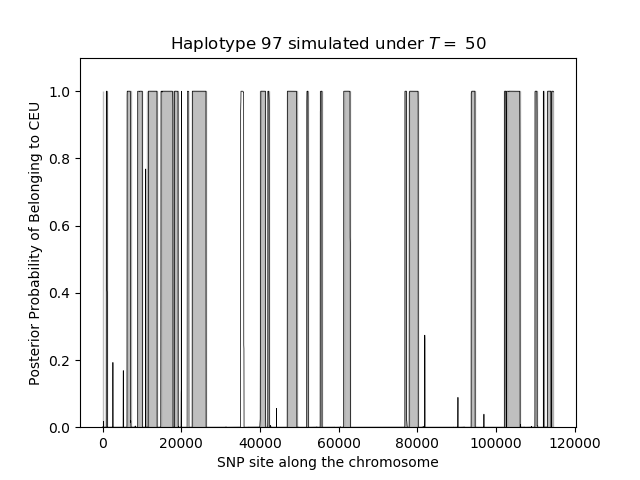 Haplotype 97 simulated under T = 50
Posterior Probability of Belonging to CEU
1.0
0.8
0.6
0.4
0.2
0.0
0 20000 40000 60000 80000 100000 120000
SNP site along the chromosome